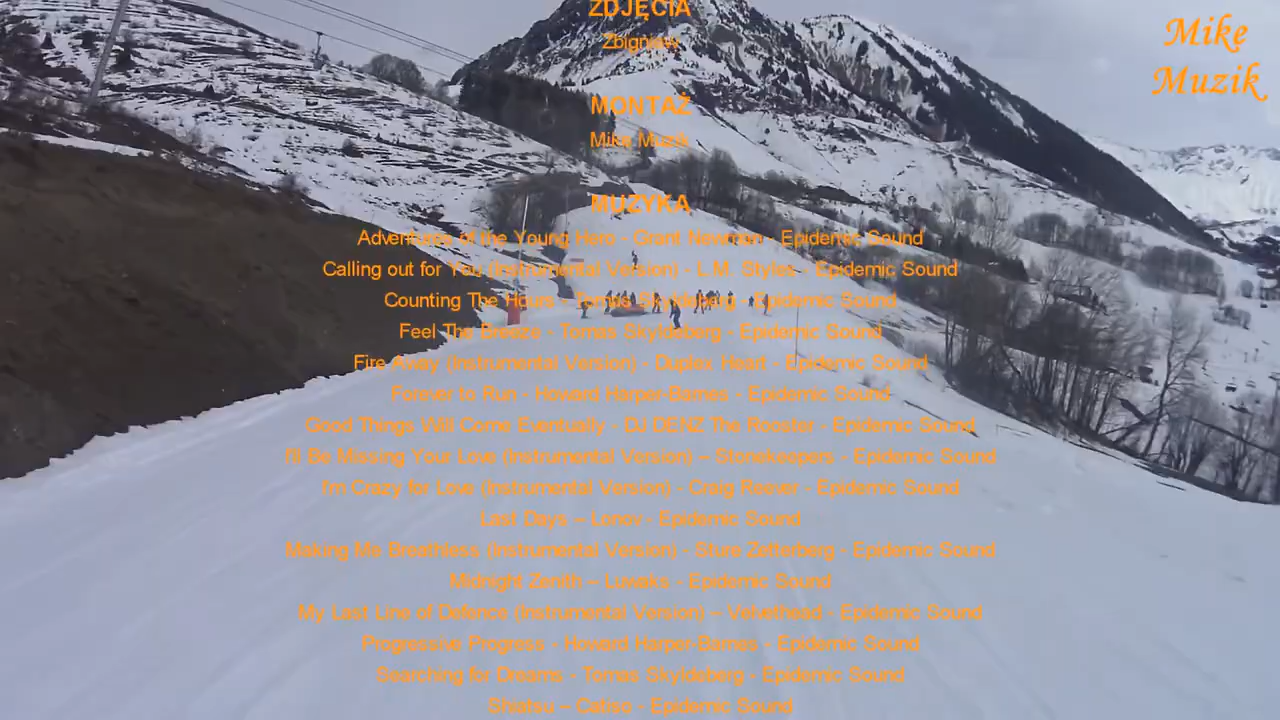 ZDJĘCIA
Zbigniew
MONTAŻ
Mike Muzik
MUZYKA
Adventures of the Young Hero - Grant Newman - Epidemic Sound
Calling out for You (Instrumental Version) - L.M. Styles - Epidemic Sound
Counting The Hours - Tomas Skyldeberg - Epidemic Sound
Feel The Breeze - Tomas Skyldeberg - Epidemic Sound
Fire Away (Instrumental Version) - Duplex Heart - Epidemic Sound
Forever to Run - Howard Harper-Barnes - Epidemic Sound
Good Things Will Come Eventually - DJ DENZ The Rooster - Epidemic Sound
I'll Be Missing Your Love (Instrumental Version) – Stonekeepers - Epidemic Sound
I'm Crazy for Love (Instrumental Version) - Craig Reever - Epidemic Sound
Last Days – Lonov - Epidemic Sound
Making Me Breathless (Instrumental Version) - Sture Zetterberg - Epidemic Sound
Midnight Zenith – Luwaks - Epidemic Sound
My Last Line of Defence (Instrumental Version) – Velvethead - Epidemic Sound
Progressive Progress - Howard Harper-Barnes - Epidemic Sound
Searching for Dreams - Tomas Skyldeberg - Epidemic Sound
Shiatsu – Cafiso - Epidemic Sound
Mike
Muzik